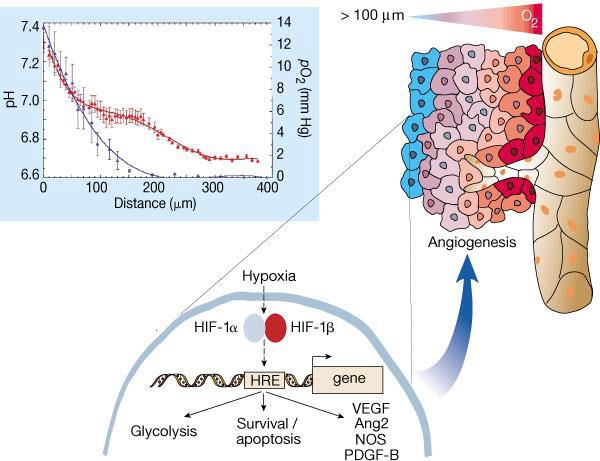 7.4
7.2
7.0
6.8
6.6
pH
14
12
10
8
6
4
2
0
pO2 (mm Hg)
0 100 200 300 400
Distance (µm)
> 100 µm
O2
Angiogenesis
Hypoxia
HIF-1α HIF-1β
HRE gene
Glycolysis
Survival /
apoptosis
VEGF
Ang2
NOS
PDGF-B